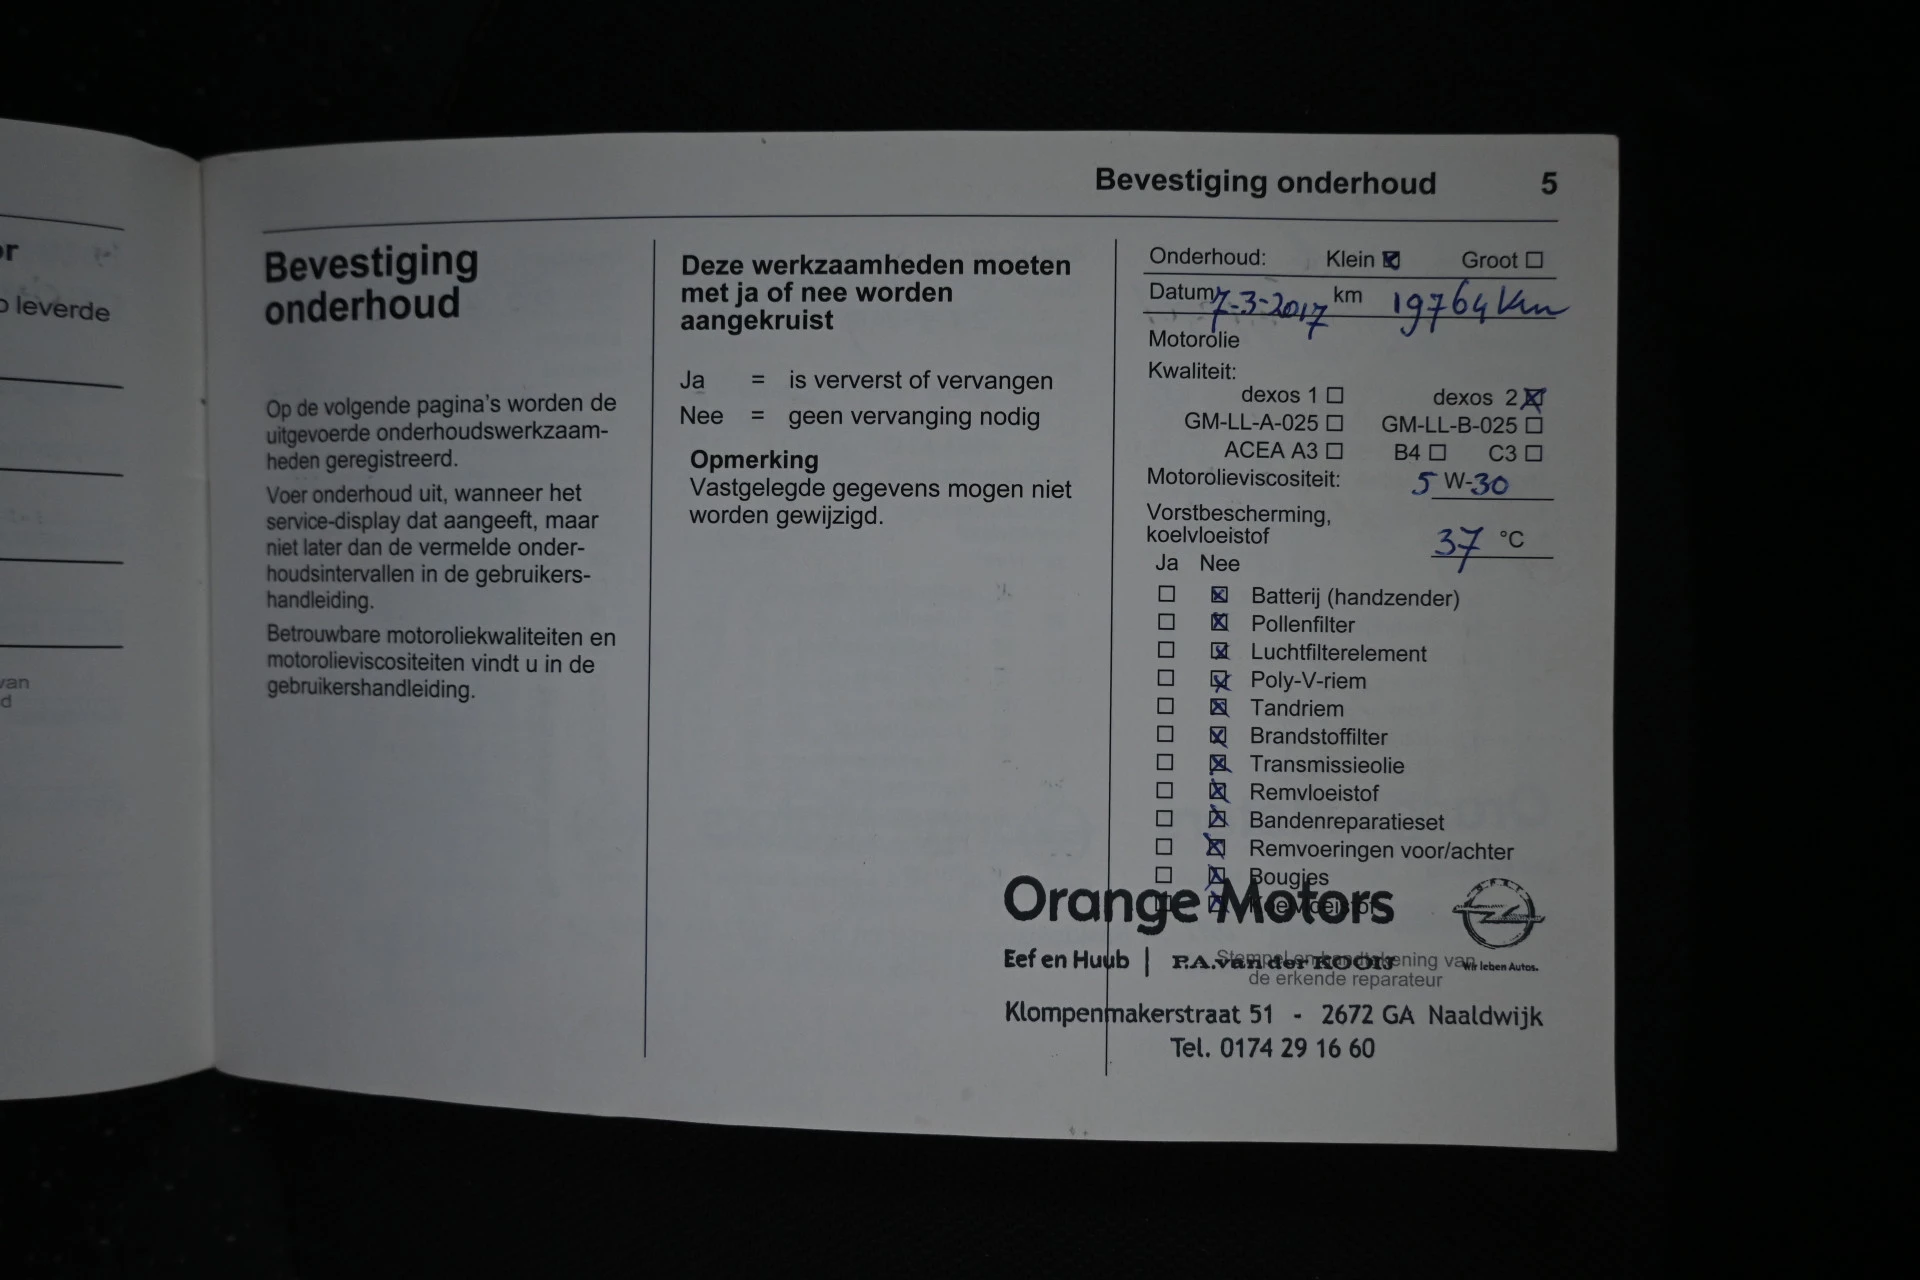 or
leverde
van
d
Bevestiging onderhoud 5
Bevestiging
onderhoud
Op de volgende pagina's worden de
uitgevoerde onderhoudswerkzaam-
heden geregistreerd.
Voer onderhoud uit, wanneer het
service-display dat aangeeft, maar
niet later dan de vermelde onder-
houdsintervallen in de gebruikers-
handleiding.
Betrouwbare motoroliekwaliteiten en
motorolieviscositeiten vindt u in de
gebruikershandleiding.
Deze werkzaamheden moeten
met ja of nee worden
aangekruist
Ja = is ververst of vervangen
Nee = geen vervanging nodig
Opmerking
Vastgelegde gegevens mogen niet
worden gewijzigd.
Onderhoud: Klein Groot
Datum 7-3-2017 km 19764 km
Motorolie
Kwaliteit:
dexos 1 dexos 2
GM-LL-A-025 GM-LL-B-025
ACEA A3 B4 C3
Motorolieviscositeit: 5 W-30
Vorstbescherming,
koelvloeistof 37 °C
Ja Nee
Batterij (handzender)
Pollenfilter
Luchtfilterelement
Poly-V-riem
Tandriem
Brandstoffilter
Transmissieolie
Remvloeistof
Bandenreparatieset
Remvoeringen voor/achter
Bougies
Koelvloeistof
Orange Motors
Stempel en handtekening van
de erkende reparateur
Eef en Huub | P.A. van der KOOIJ
Wir leben Autos.
Klompenmakerstraat 51 - 2672 GA Naaldwijk
Tel. 0174 29 16 60